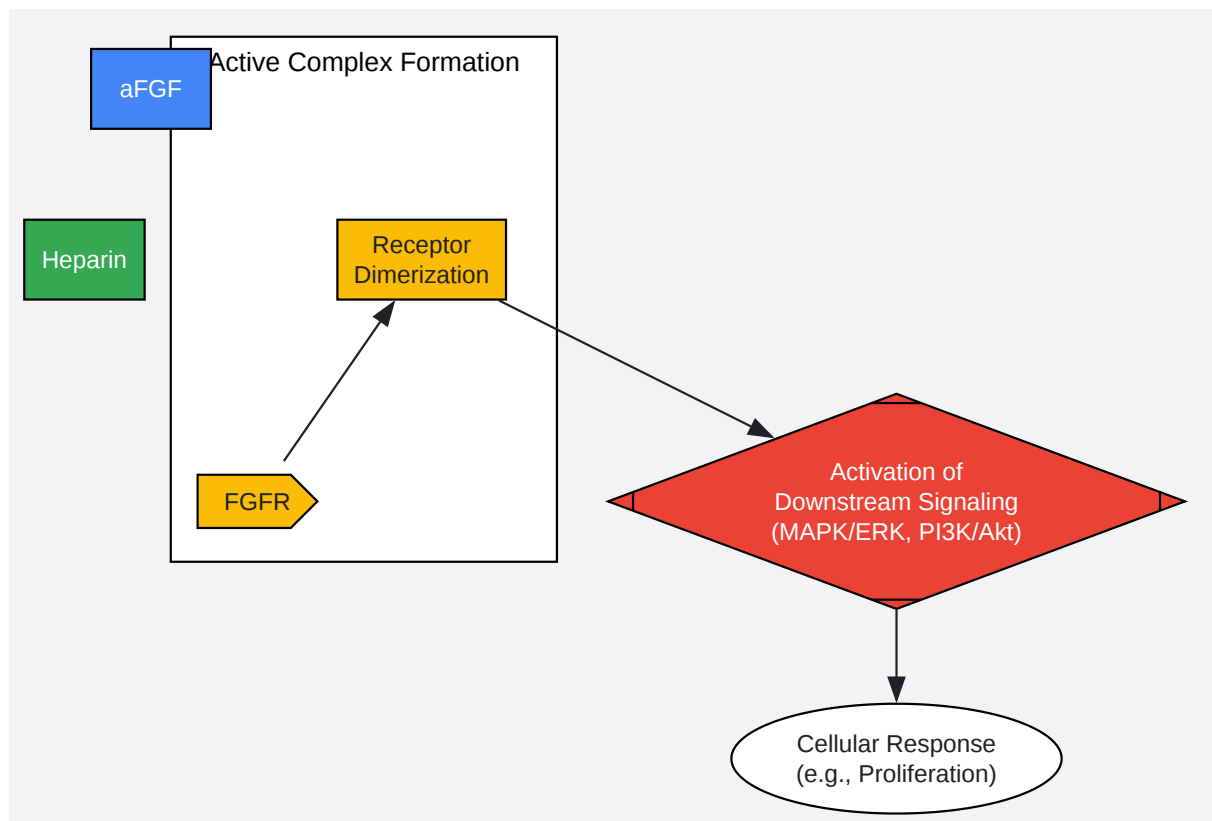 Active Complex Formation
aFGF
Heparin
Receptor
Dimerization
FGFR
Activation of
Downstream Signaling
(MAPK/ERK, PI3K/Akt)
Cellular Response
(e.g., Proliferation)